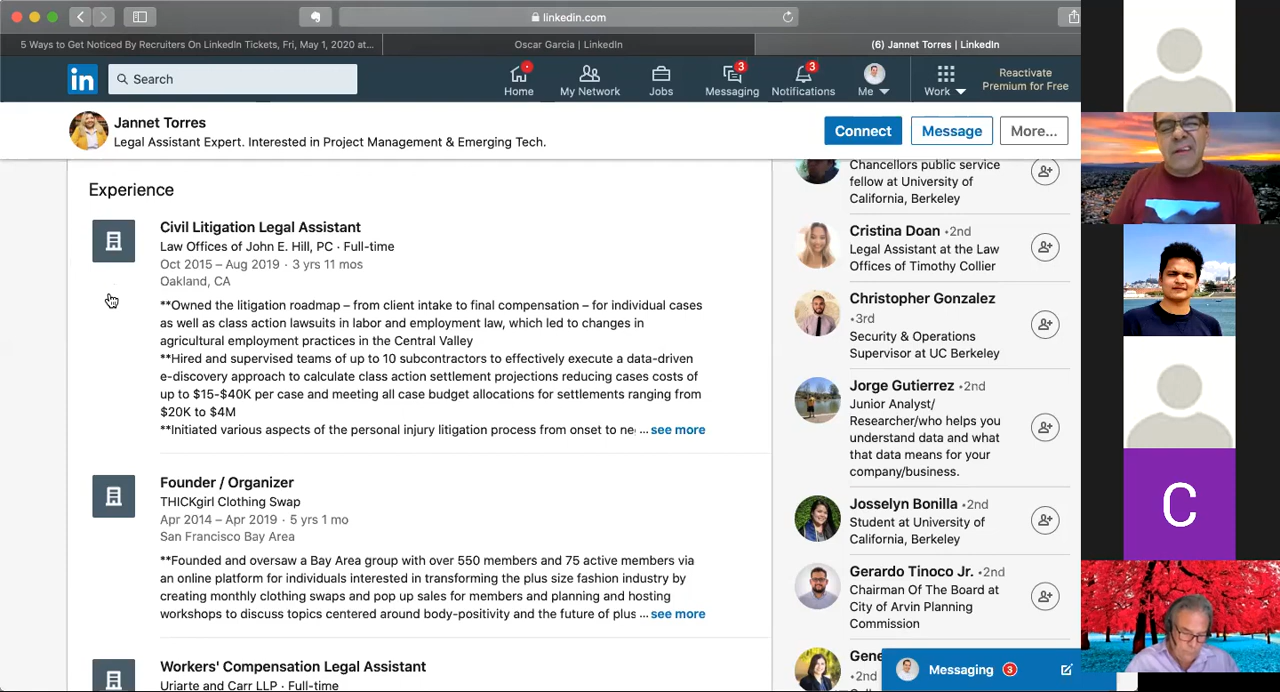 linkedin.com
5 Ways to Get Noticed By Recruiters On LinkedIn Tickets, Fri, May 1, 2020 at...
Oscar Garcia | LinkedIn
(6) Jannet Torres | LinkedIn
in
Search
Home
My Network
Jobs
3
Messaging
3
Notifications
Me
Work
Reactivate
Premium for Free
Jannet Torres
Legal Assistant Expert. Interested in Project Management & Emerging Tech.
Connect
Message
More...
Experience
Civil Litigation Legal Assistant
Law Offices of John E. Hill, PC · Full-time
Oct 2015 – Aug 2019 · 3 yrs 11 mos
Oakland, CA
**Owned the litigation roadmap – from client intake to final compensation – for individual cases
as well as class action lawsuits in labor and employment law, which led to changes in
agricultural employment practices in the Central Valley
**Hired and supervised teams of up to 10 subcontractors to effectively execute a data-driven
e-discovery approach to calculate class action settlement projections reducing cases costs of
up to $15-$40K per case and meeting all case budget allocations for settlements ranging from
$20K to $4M
**Initiated various aspects of the personal injury litigation process from onset to ne ... see more
Founder / Organizer
THICKgirl Clothing Swap
Apr 2014 – Apr 2019 · 5 yrs 1 mo
San Francisco Bay Area
**Founded and oversaw a Bay Area group with over 550 members and 75 active members via
an online platform for individuals interested in transforming the plus size fashion industry by
creating monthly clothing swaps and pop up sales for members and planning and hosting
workshops to discuss topics centered around body-positivity and the future of plus ... see more
Workers' Compensation Legal Assistant
Uriarte and Carr LLP · Full-time
Chancellors public service
fellow at University of
California, Berkeley
Cristina Doan • 2nd
Legal Assistant at the Law
Offices of Timothy Collier
Christopher Gonzalez
• 3rd
Security & Operations
Supervisor at UC Berkeley
Jorge Gutierrez • 2nd
Junior Analyst/
Researcher/who helps you
understand data and what
that data means for your
company/business.
Josselyn Bonilla • 2nd
Student at University of
California, Berkeley
Gerardo Tinoco Jr. • 2nd
Chairman Of The Board at
City of Arvin Planning
Commission
Gene
• 2nd
Messaging 3
C